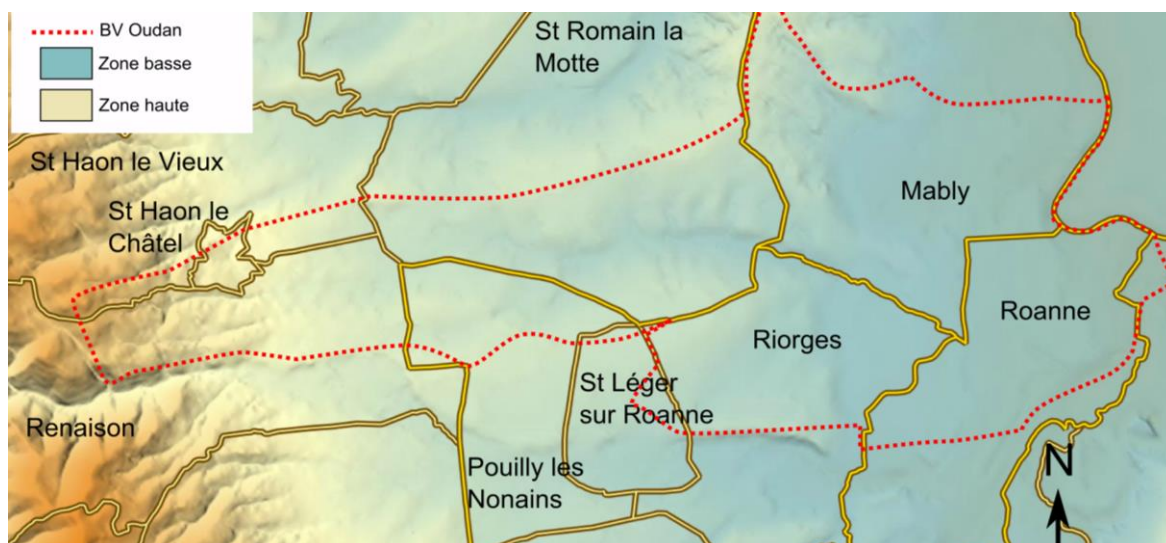 BV Oudan
Zone basse
Zone haute
St Romain la
Motte
St Haon le Vieux
Mably
St Haon le
Châtel
Roanne
Riorges
St Léger
sur Roanne
Renaison
Pouilly les
Nonains
N